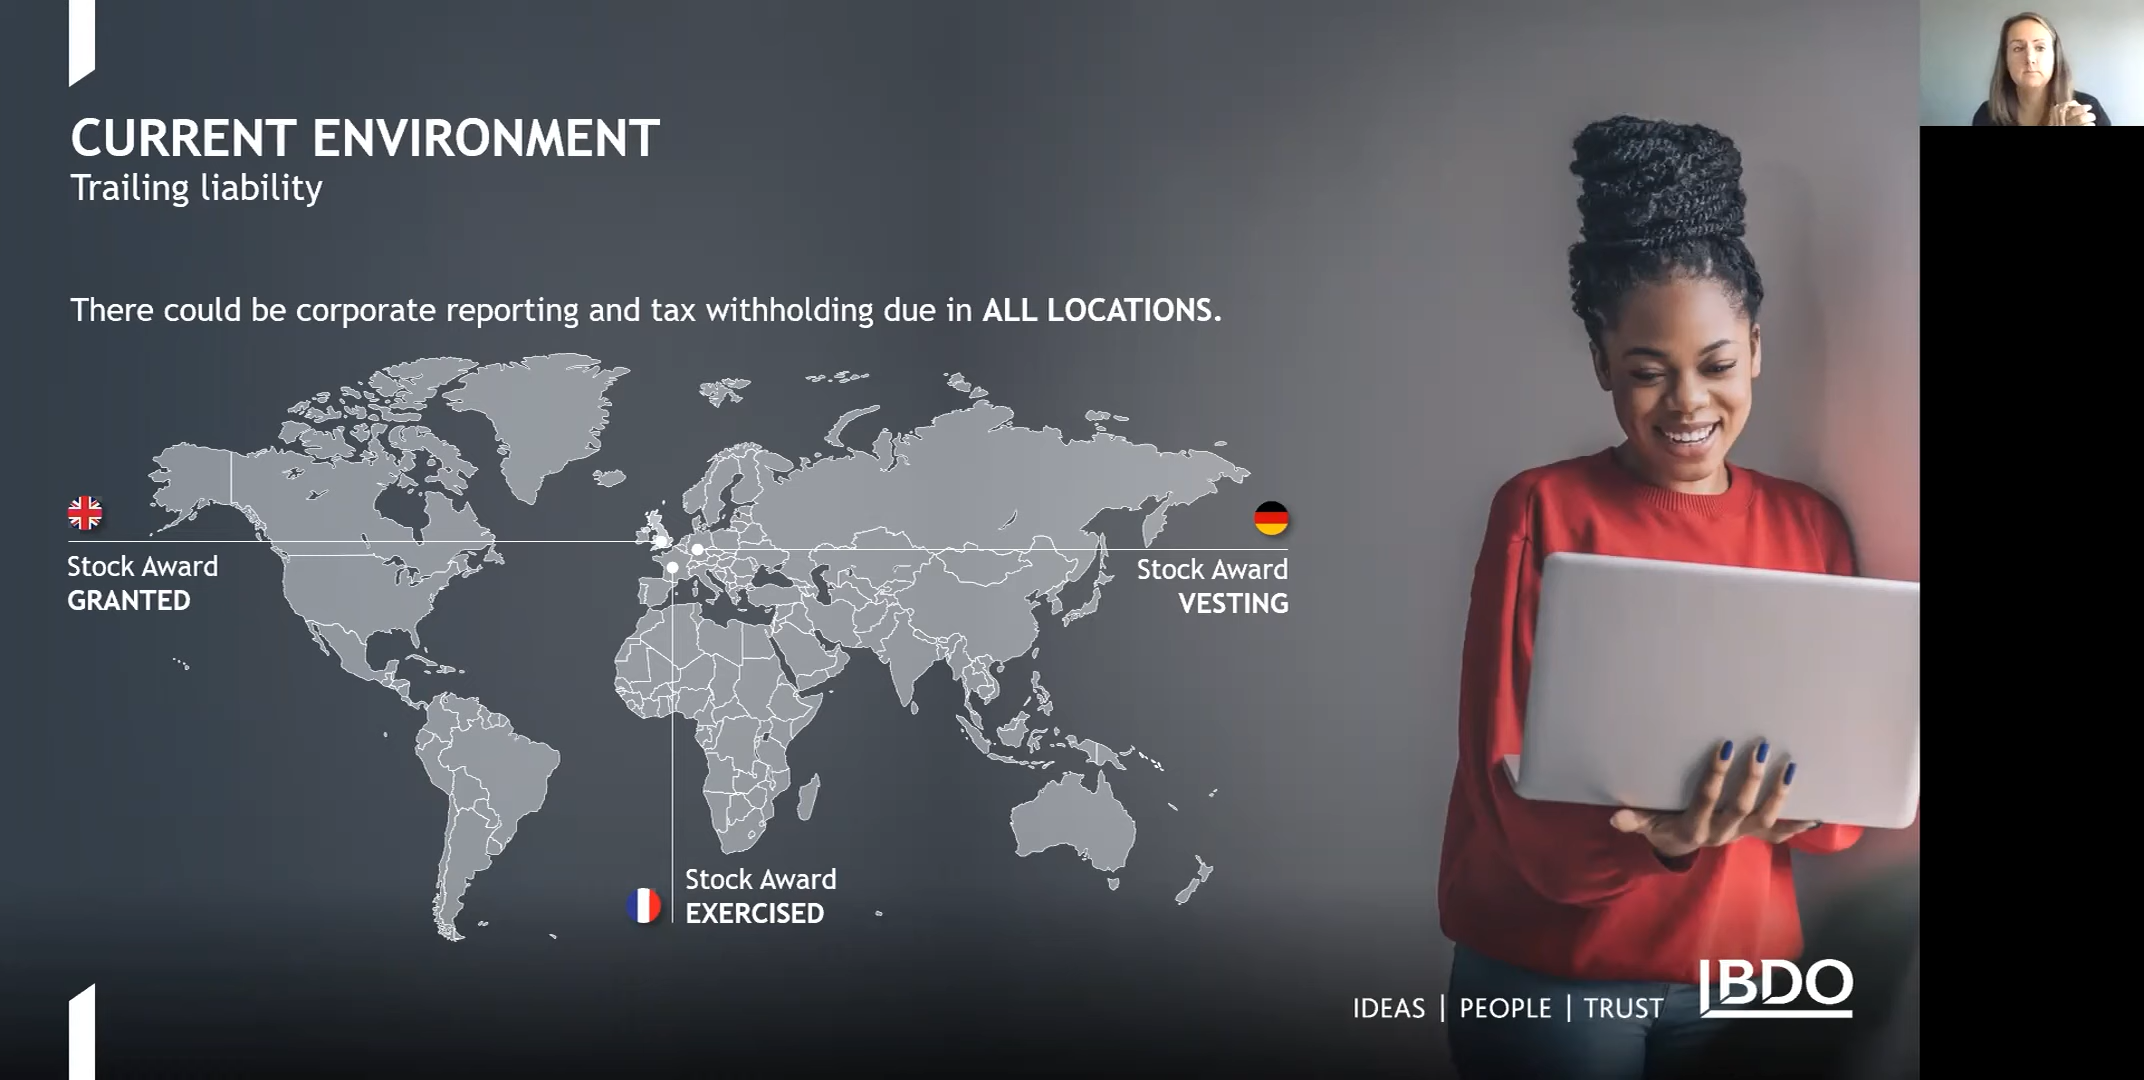 CURRENT ENVIRONMENT
Trailing liability
There could be corporate reporting and tax withholding due in ALL LOCATIONS.
Stock Award
GRANTED
Stock Award
VESTING
Stock Award
EXERCISED
IDEAS | PEOPLE | TRUST
BDO